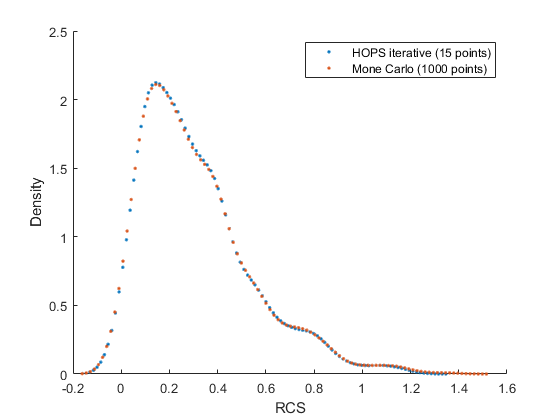 2.5
HOPS iterative (15 points)
Mone Carlo (1000 points)
2
1.5
Density
1
0.5
0
-0.2 0 0.2 0.4 0.6 0.8 1 1.2 1.4 1.6
RCS